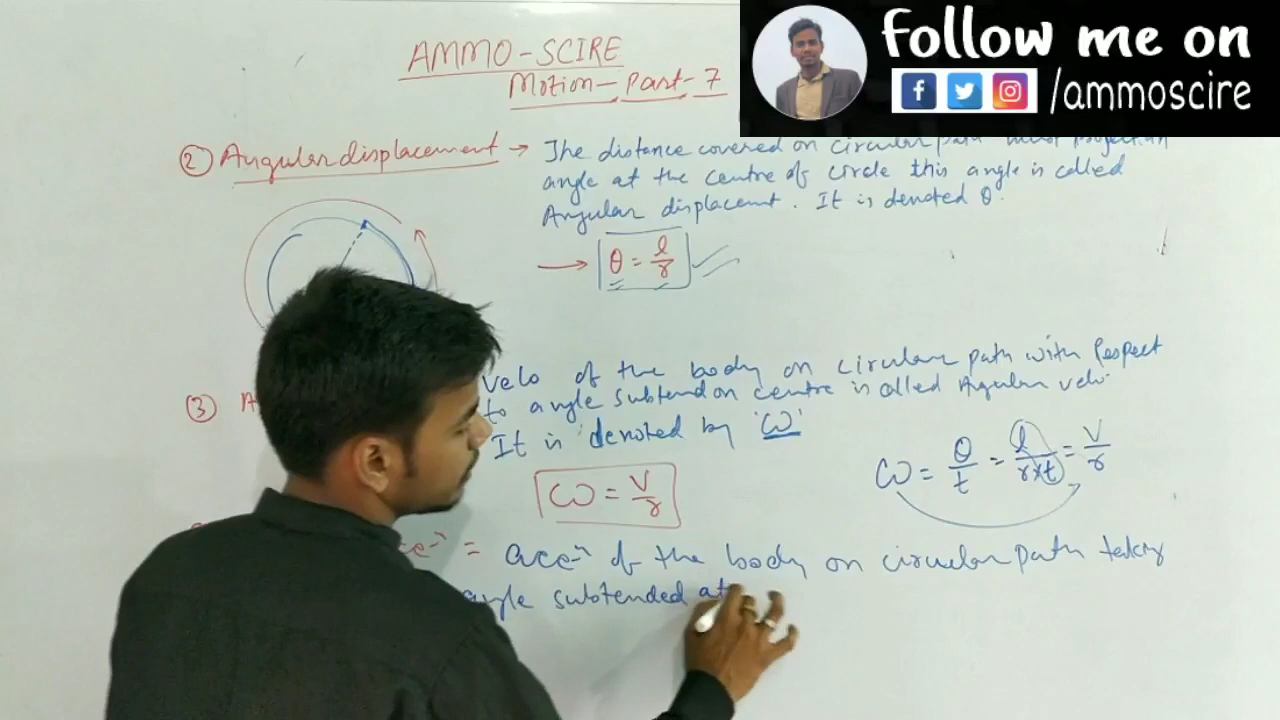 Follow me on
/ammoscire
AMMO-SCIRE
Motion-Part-7
② Angular displacement → The distance covered on circular path must
angle at the centre of circle this angle is called
Angular displacement. It is denoted θ.
→ θ = l/r
③ A
velo of the body on circular path with Respect
to angle subtend on centre is called Agular velo.
It is denoted by 'ω'
ω = v/r
ω = θ/t = l/r×t = v/r
= acc^n of the body on circular path taking
angle subtended at